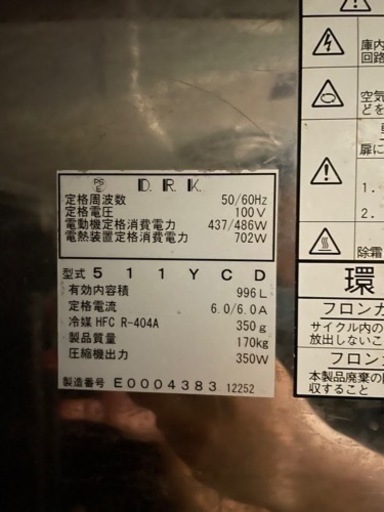 PS
E
D.R.K.
定格周波数 50/60Hz
定格電圧 100V
電動機定格消費電力 437/486W
電熱装置定格消費電力 702W
型式 511YCD
有効内容積 996L
定格電流 6.0/6.0A
冷媒 HFC R-404A 350g
製品質量 170kg
圧縮機出力 350W
製造番号 E0004383 12252
庫内
回路
空気
どを
扉に
1.
2.
除霜
環
フロンガ
サイクル内の
放出しないこ
フロン
本製品廃棄の
収すること